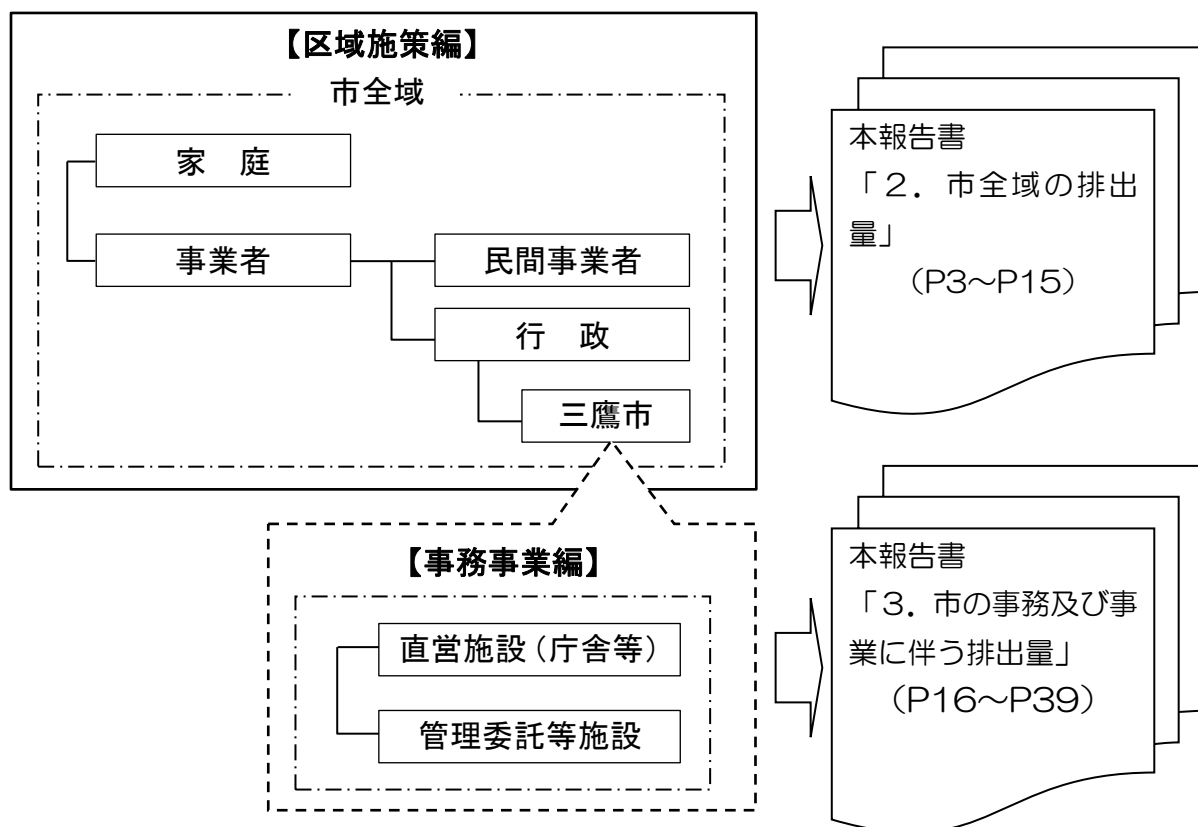 【区域施策編】
市全域
家　庭
事業者
民間事業者
行　政
三鷹市
本報告書
「２．市全域の排出
量」
（P3～P15）
【事務事業編】
直営施設（庁舎等）
管理委託等施設
本報告書
「３．市の事務及び事
業に伴う排出量」
（P16～P39）